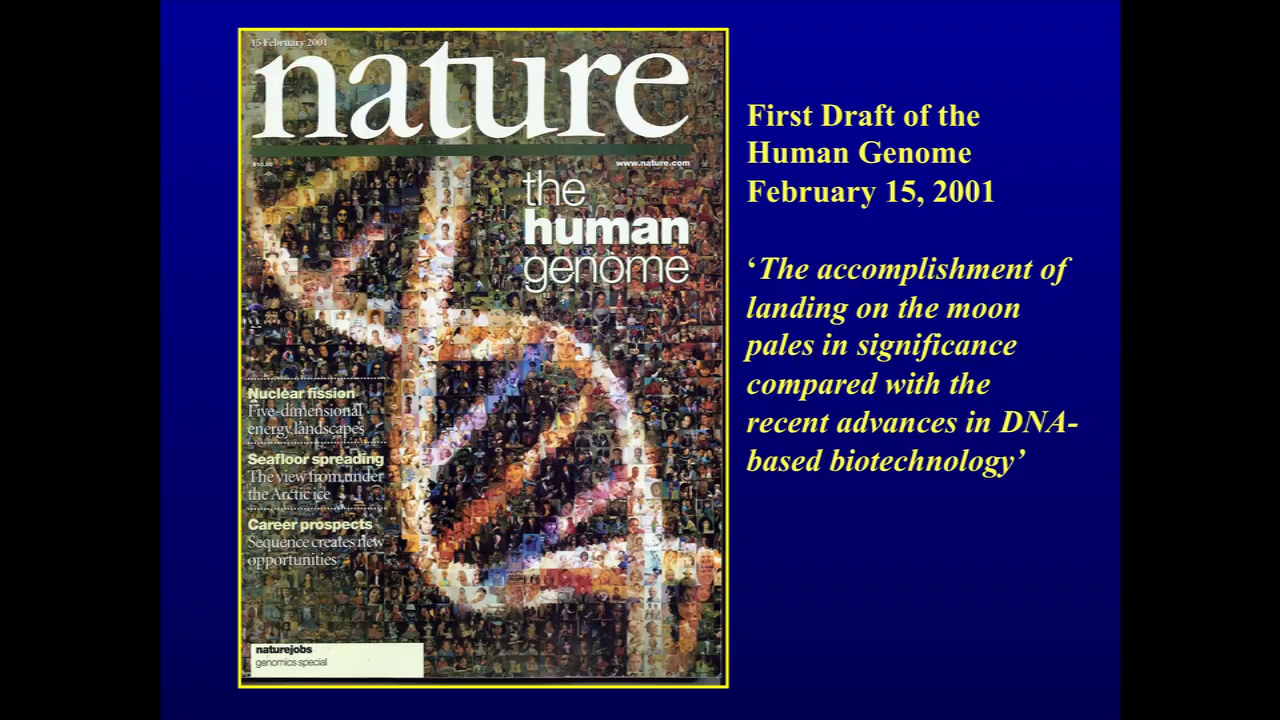 15 February 2001
nature
$10.00
www.nature.com
the
human
genome
Nuclear fission
Five-dimensional
energy landscapes
Seafloor spreading
The view from under
the Arctic ice
Career prospects
Sequence creates new
opportunities
naturejobs
genomics special
First Draft of the
Human Genome
February 15, 2001
‘The accomplishment of
landing on the moon
pales in significance
compared with the
recent advances in DNA-
based biotechnology’